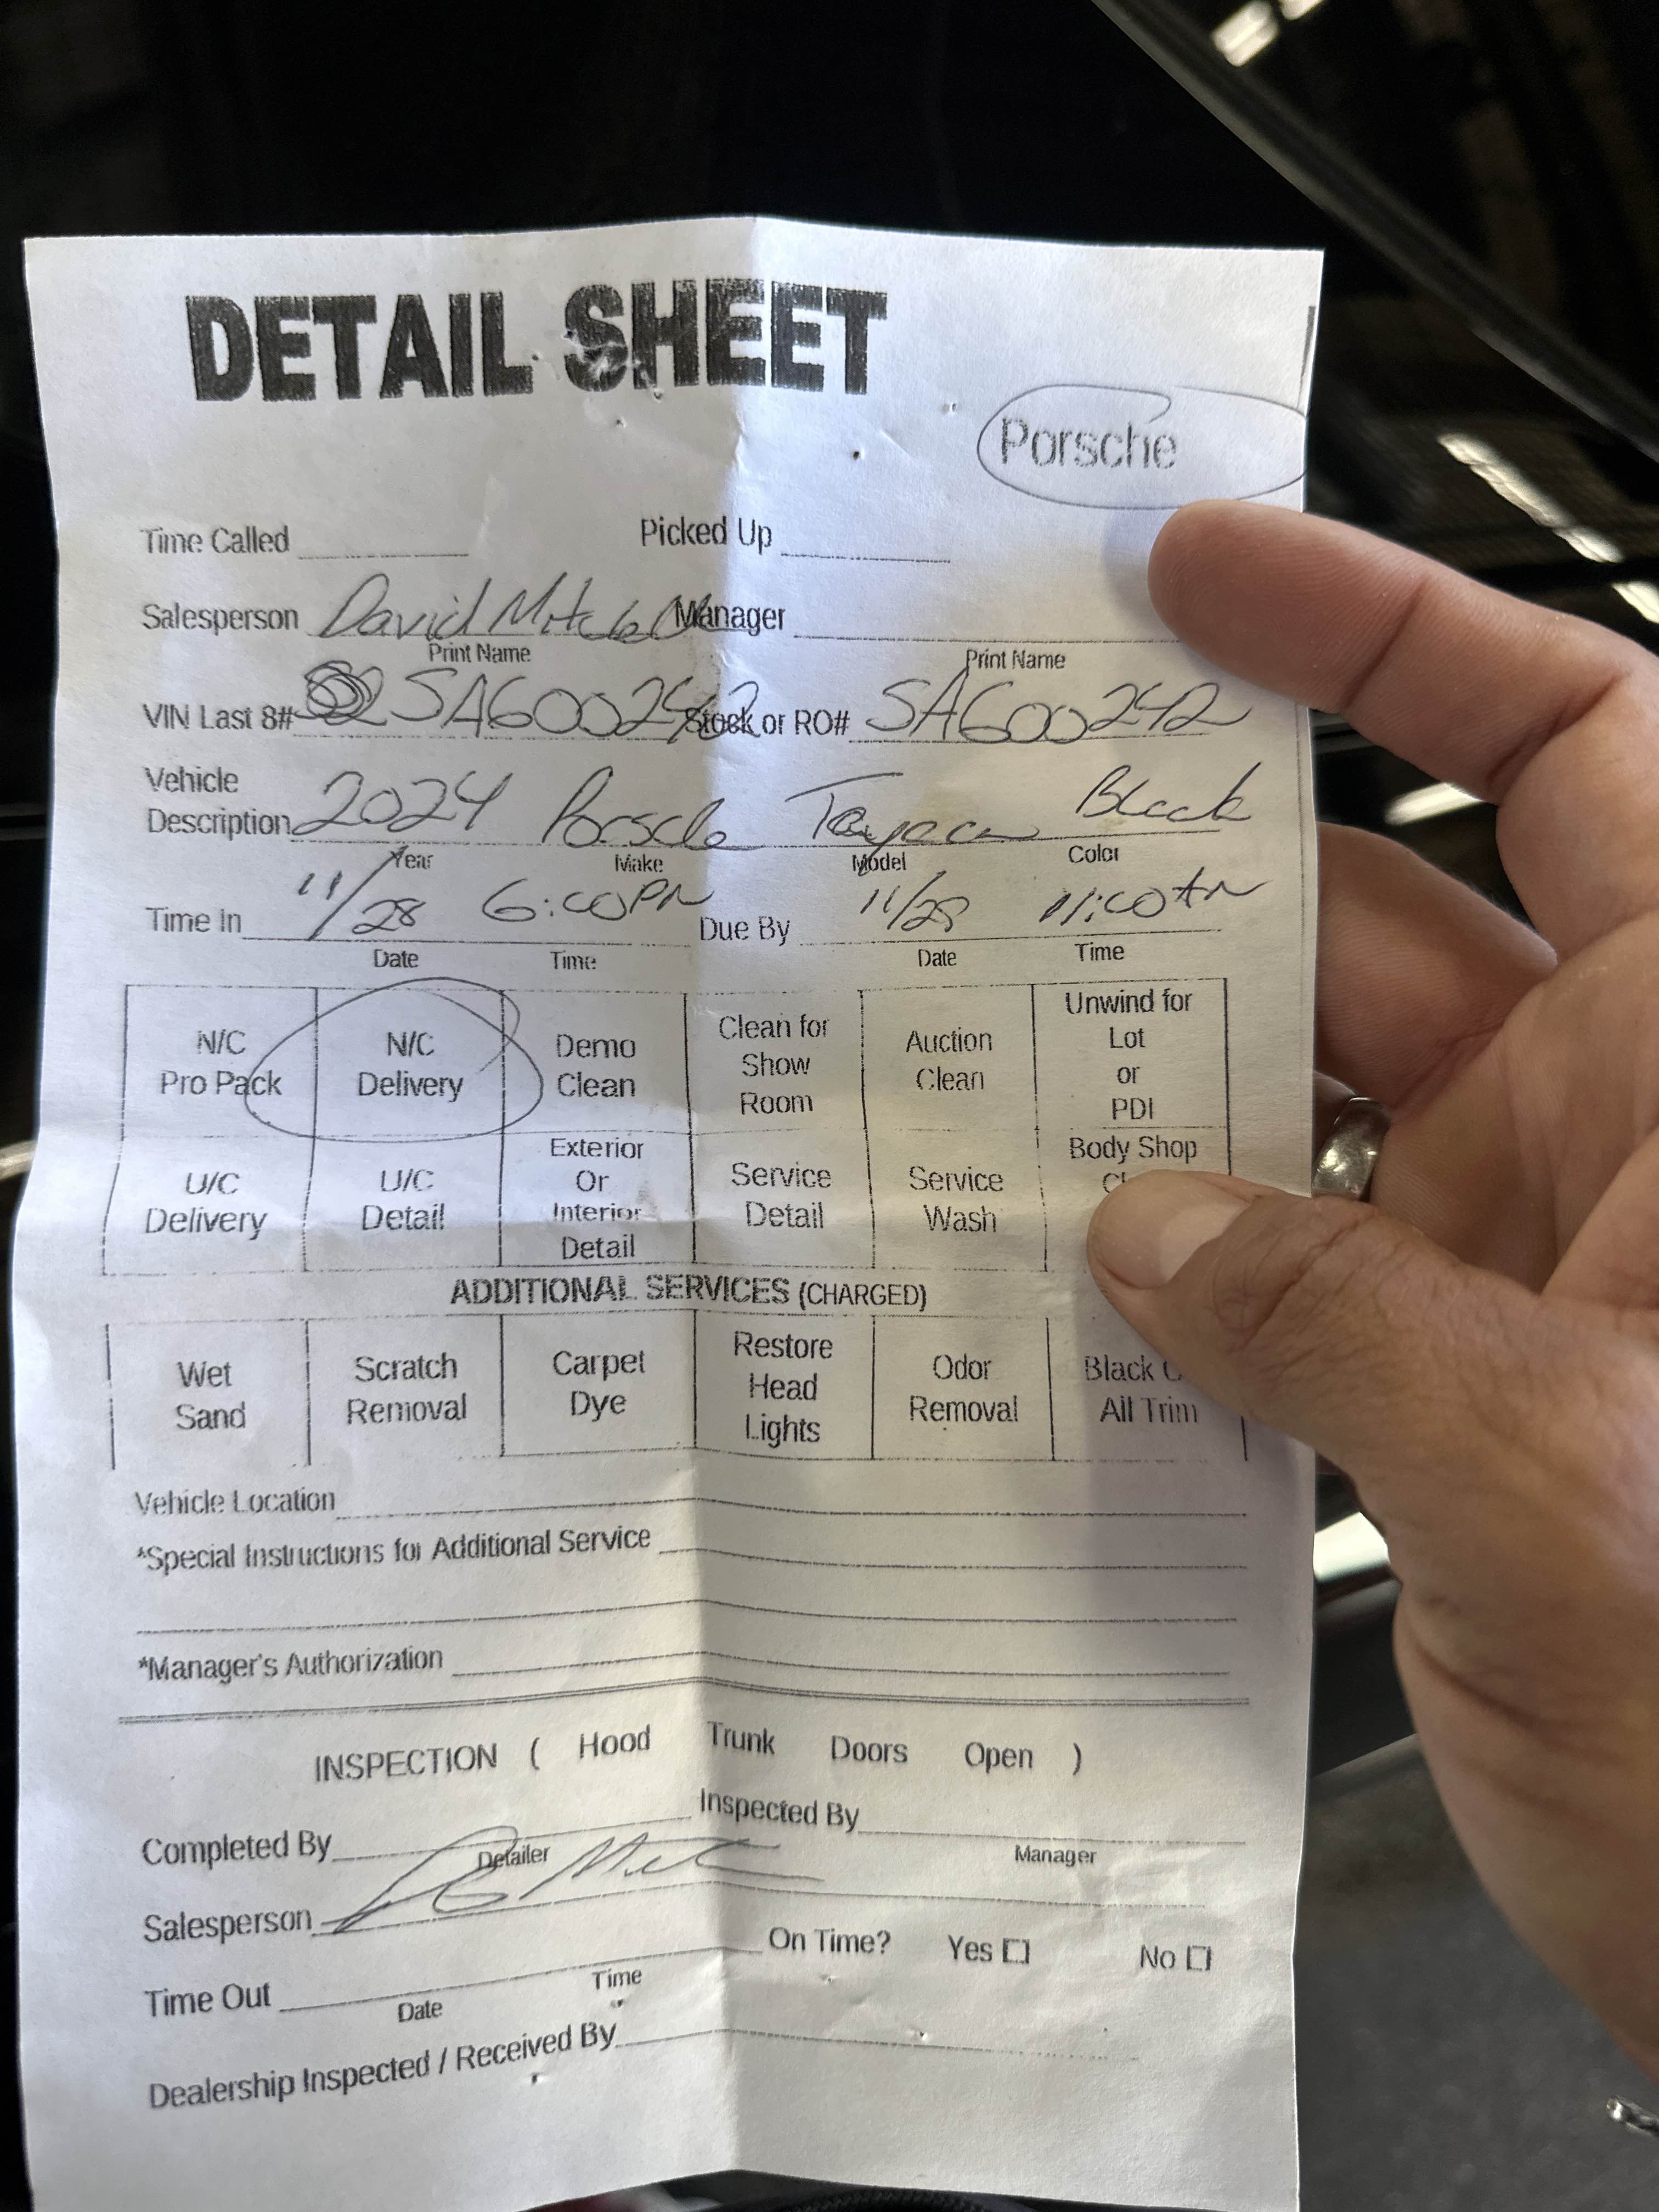 DETAIL SHEET
Porsche
Time Called Picked Up
Salesperson David Mitchell Manager
Print Name Print Name
VIN Last 8# SA600242 Stock or RO# SA600242
Vehicle
Description 2024 Porsche Taycan Black
Year Make Model Color
Time In 11/28 6:00PM Due By 11/29 11:00AM
Date Time Date Time
N/C Pro Pack N/C Delivery Demo Clean Clean for Show Room Auction Clean Unwind for Lot or PDI
U/C Delivery U/C Detail Exterior Or Interior Detail Service Detail Service Wash Body Shop
ADDITIONAL SERVICES (CHARGED)
Wet Sand Scratch Removal Carpet Dye Restore Head Lights Odor Removal Black All Trim
Vehicle Location
*Special Instructions for Additional Service
*Manager's Authorization
INSPECTION ( Hood Trunk Doors Open )
Completed By Inspected By
Detailer Manager
Salesperson
On Time? Yes No
Time Out
Date Time
Dealership Inspected / Received By